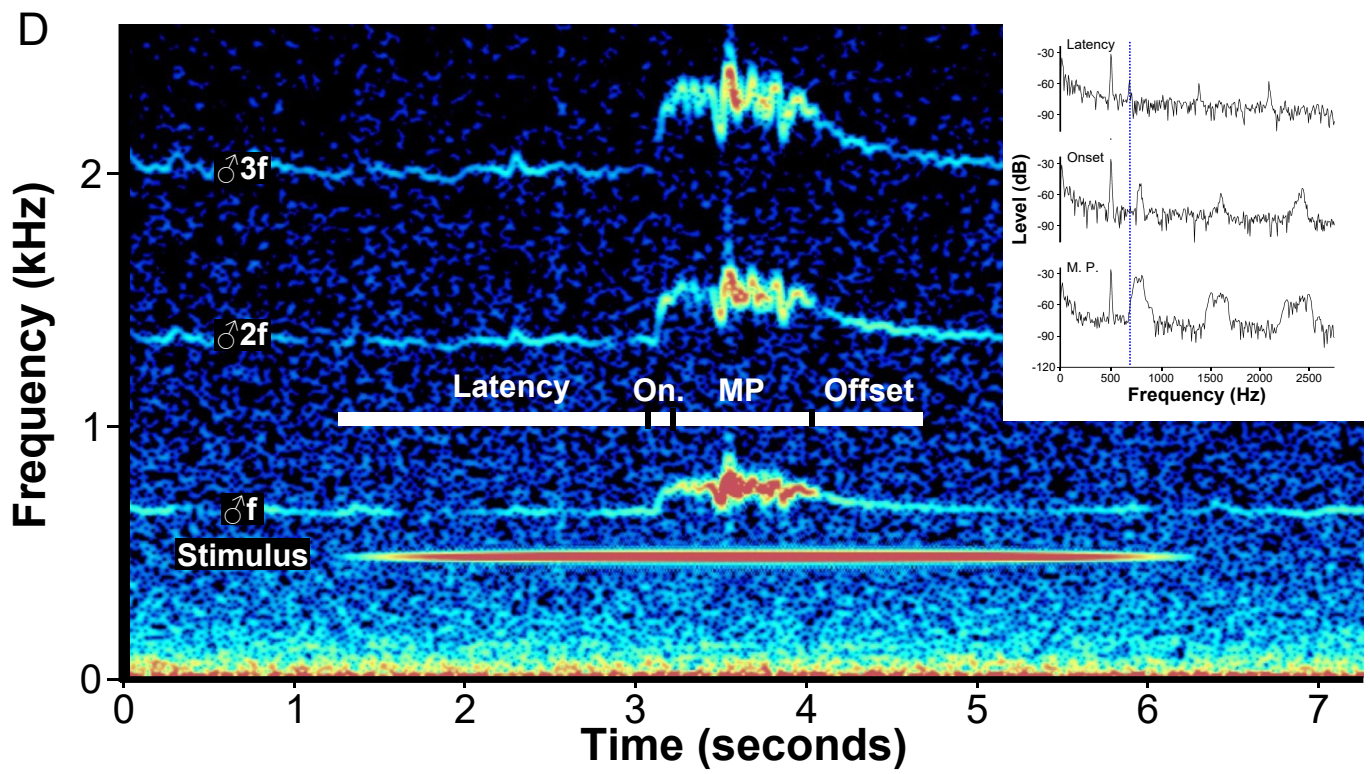 D
Frequency (kHz)
2
1
0
♂3f
♂2f
♂f
Stimulus
Latency On. MP Offset
0 1 2 3 4 5 6 7
Time (seconds)
Level (dB)
Latency
-30
-60
-90
Onset
-30
-60
-90
M. P.
-30
-60
-90
-120
0 500 1000 1500 2000 2500
Frequency (Hz)